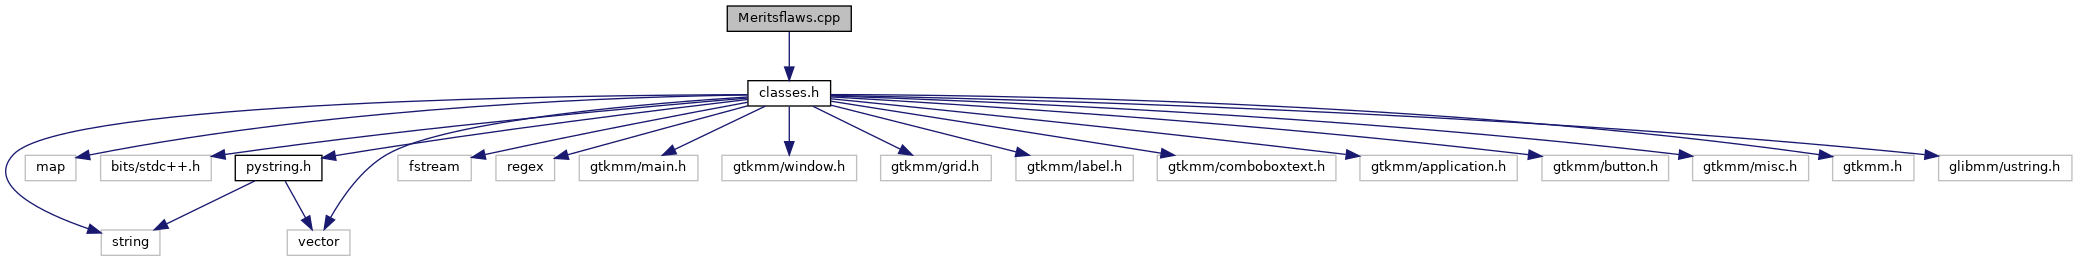 Meritsflaws.cpp
classes.h
map
bits/stdc++.h
pystring.h
fstream
regex
gtkmm/main.h
gtkmm/window.h
gtkmm/grid.h
gtkmm/label.h
gtkmm/comboboxtext.h
gtkmm/application.h
gtkmm/button.h
gtkmm/misc.h
gtkmm.h
glibmm/ustring.h
string
vector